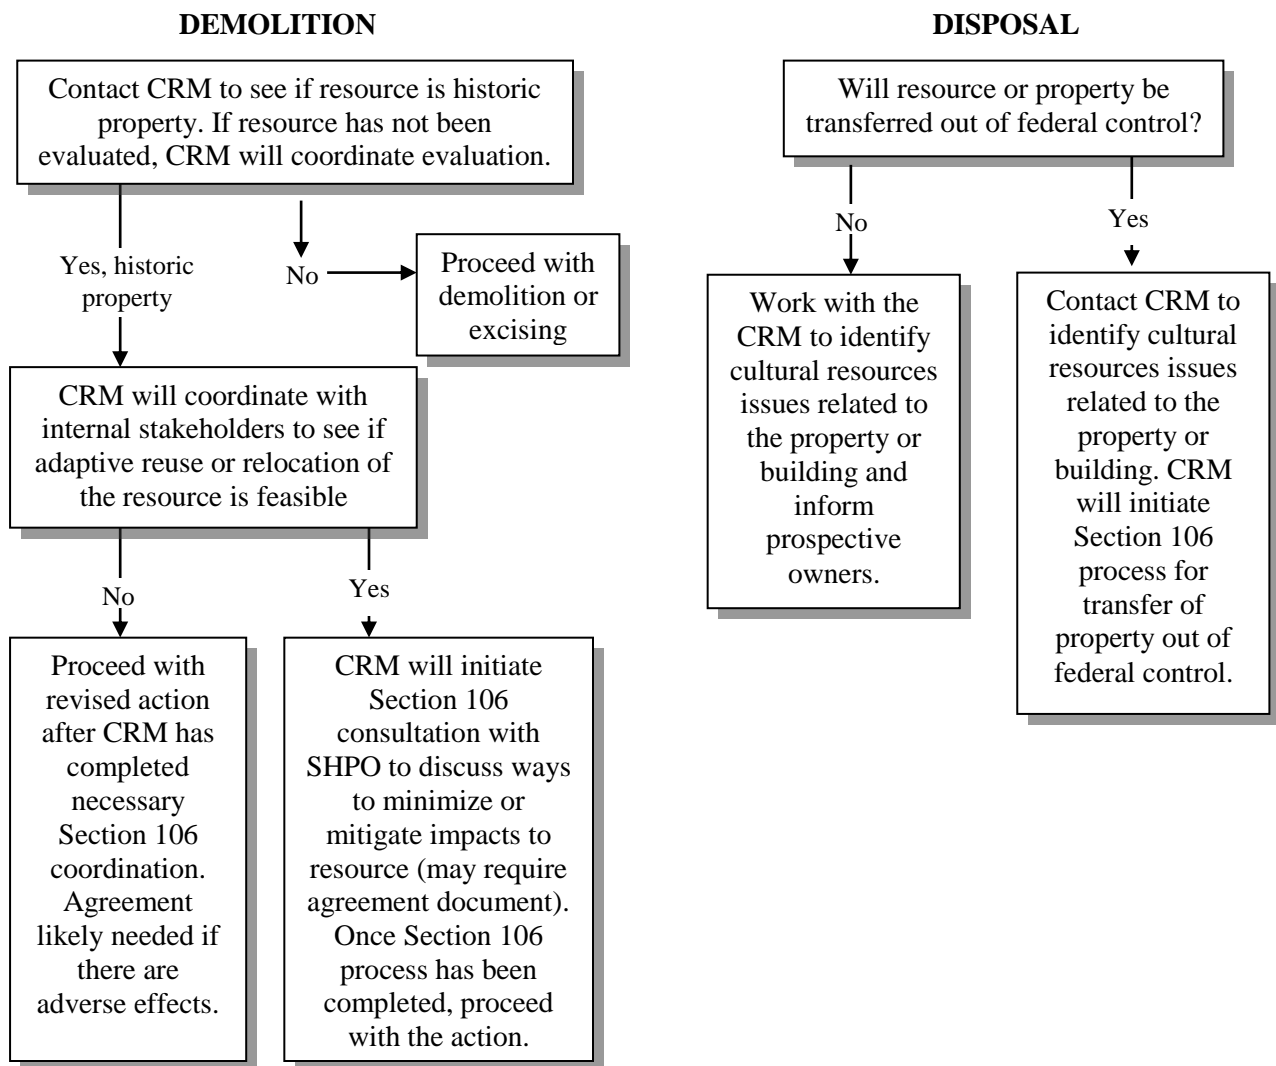 DEMOLITION
Contact CRM to see if resource is historic
property. If resource has not been
evaluated, CRM will coordinate evaluation.
Yes, historic
property
No
Proceed with
demolition or
excising
CRM will coordinate with
internal stakeholders to see if
adaptive reuse or relocation of
the resource is feasible
No
Yes
Proceed with
revised action
after CRM has
completed
necessary
Section 106
coordination.
Agreement
likely needed if
there are
adverse effects.
CRM will initiate
Section 106
consultation with
SHPO to discuss ways
to minimize or
mitigate impacts to
resource (may require
agreement document).
Once Section 106
process has been
completed, proceed
with the action.
DISPOSAL
Will resource or property be
transferred out of federal control?
No
Yes
Work with the
CRM to identify
cultural resources
issues related to
the property or
building and
inform
prospective
owners.
Contact CRM to
identify cultural
resources issues
related to the
property or
building. CRM
will initiate
Section 106
process for
transfer of
property out of
federal control.